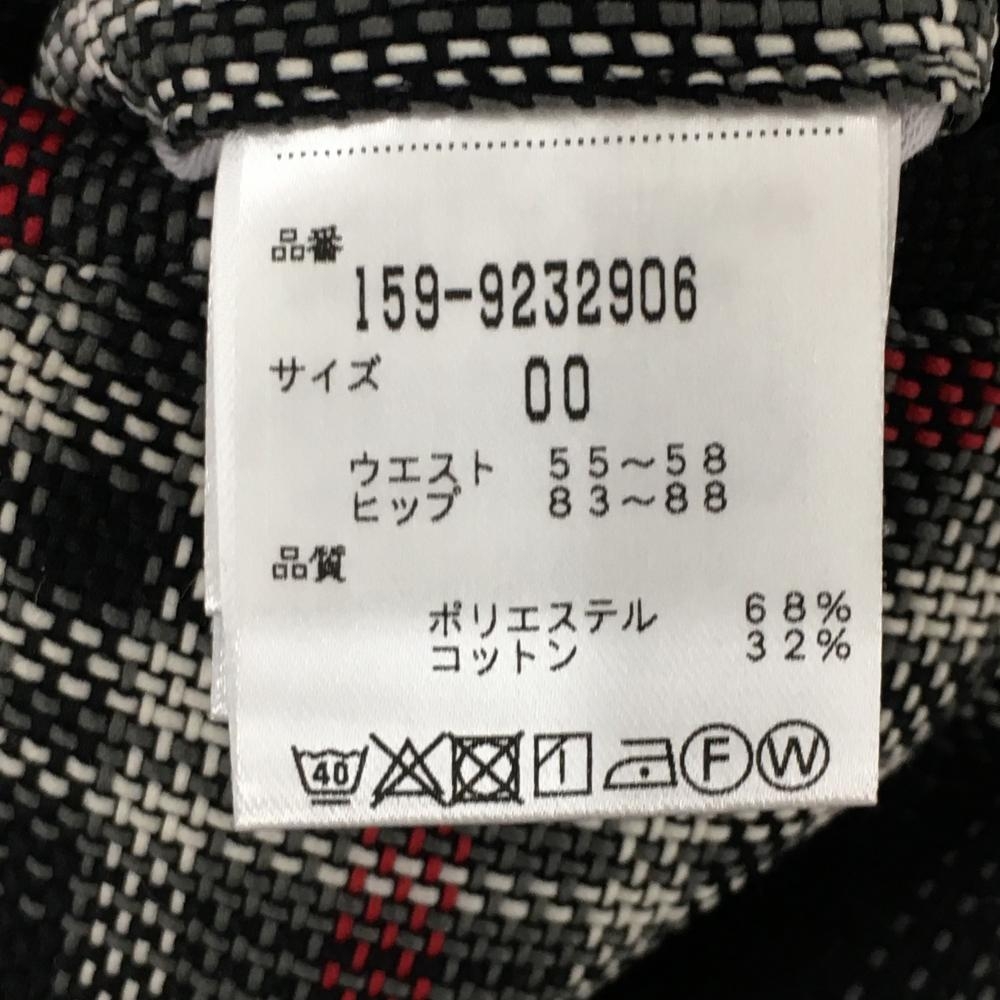 品番
159-9232906
サイズ 00
ウエスト 55～58
ヒップ 83～88
品質
ポリエステル 68%
コットン 32%
40 F W